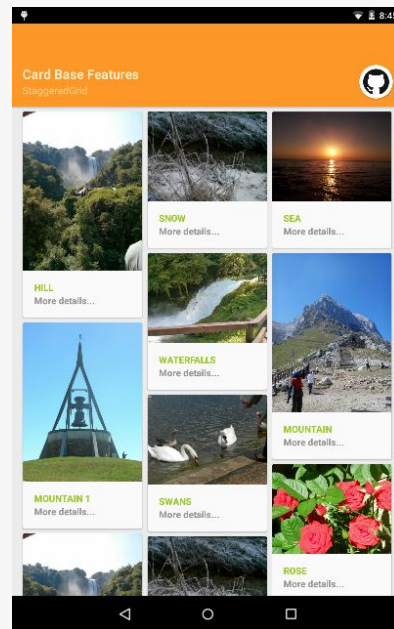 8:45
Card Base Features
StaggeredGrid
HILL
More details...
MOUNTAIN 1
More details...
SNOW
More details...
WATERFALLS
More details...
SWANS
More details...
SEA
More details...
MOUNTAIN
More details...
ROSE
More details...